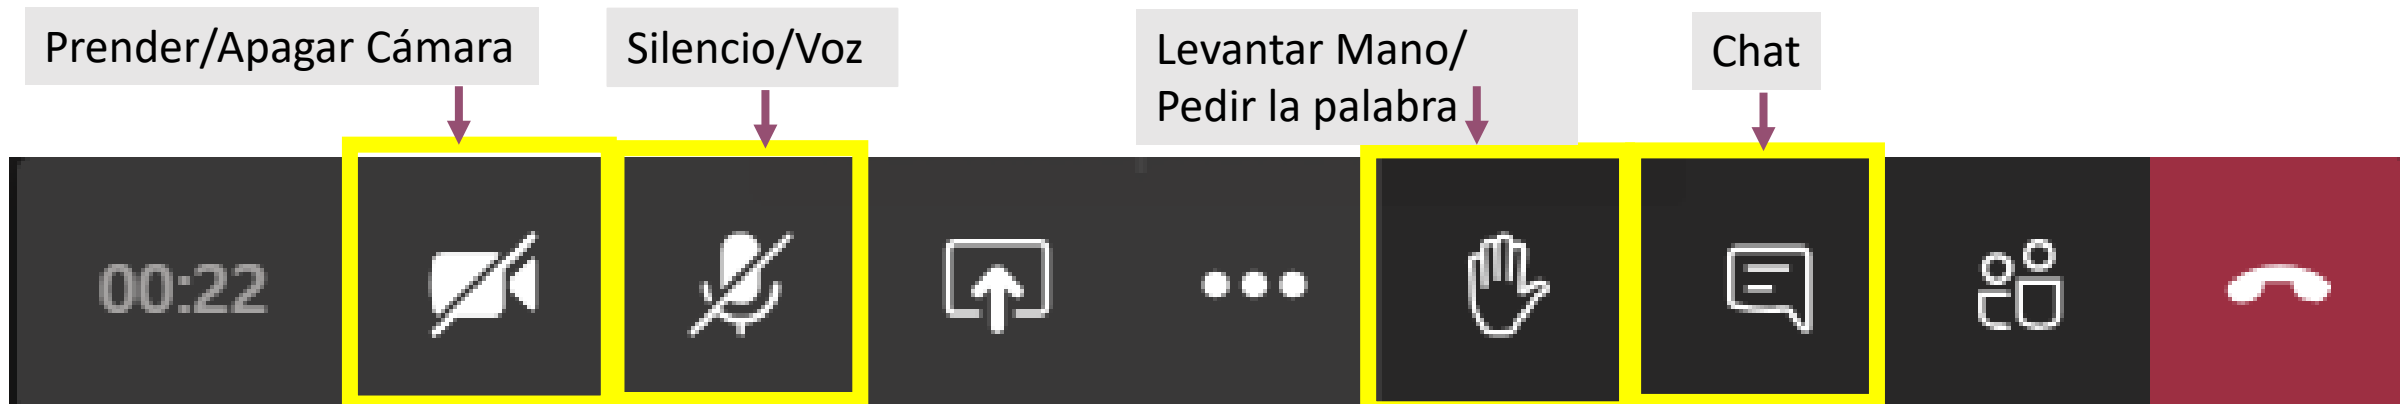 Prender/Apagar Cámara
Silencio/Voz
Levantar Mano/
Pedir la palabra
Chat
00:22